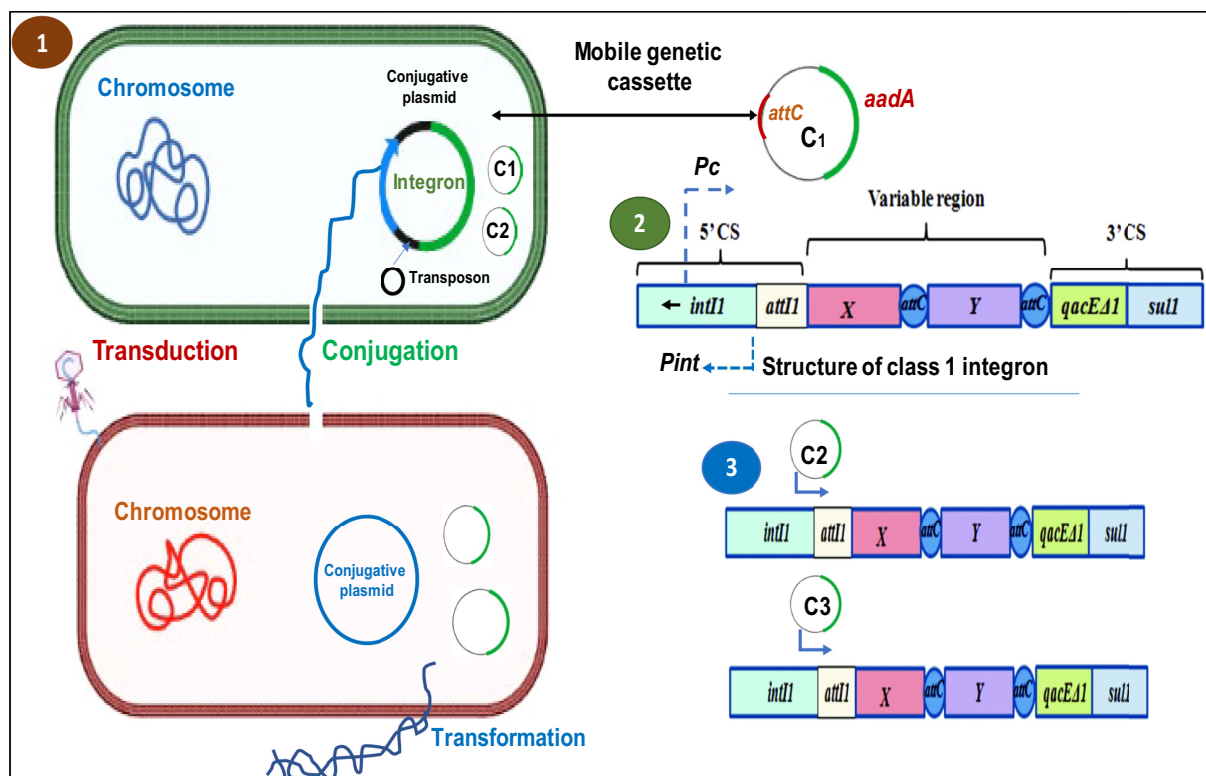 1
Chromosome
Conjugative
plasmid
Integron
C1
C2
Transposon
Transduction
Conjugation
Chromosome
Conjugative
plasmid
Transformation
Mobile genetic
cassette
attC
C1
aadA
2
Pc
5’CS
Variable region
3’CS
intI1 attI1 X attC Y attC qacEΔ1 sul1
Pint
Structure of class 1 integron
3
C2
intI1 attI1 X attC Y attC qacEΔ1 sul1
C3
intI1 attI1 X attC Y attC qacEΔ1 sul1